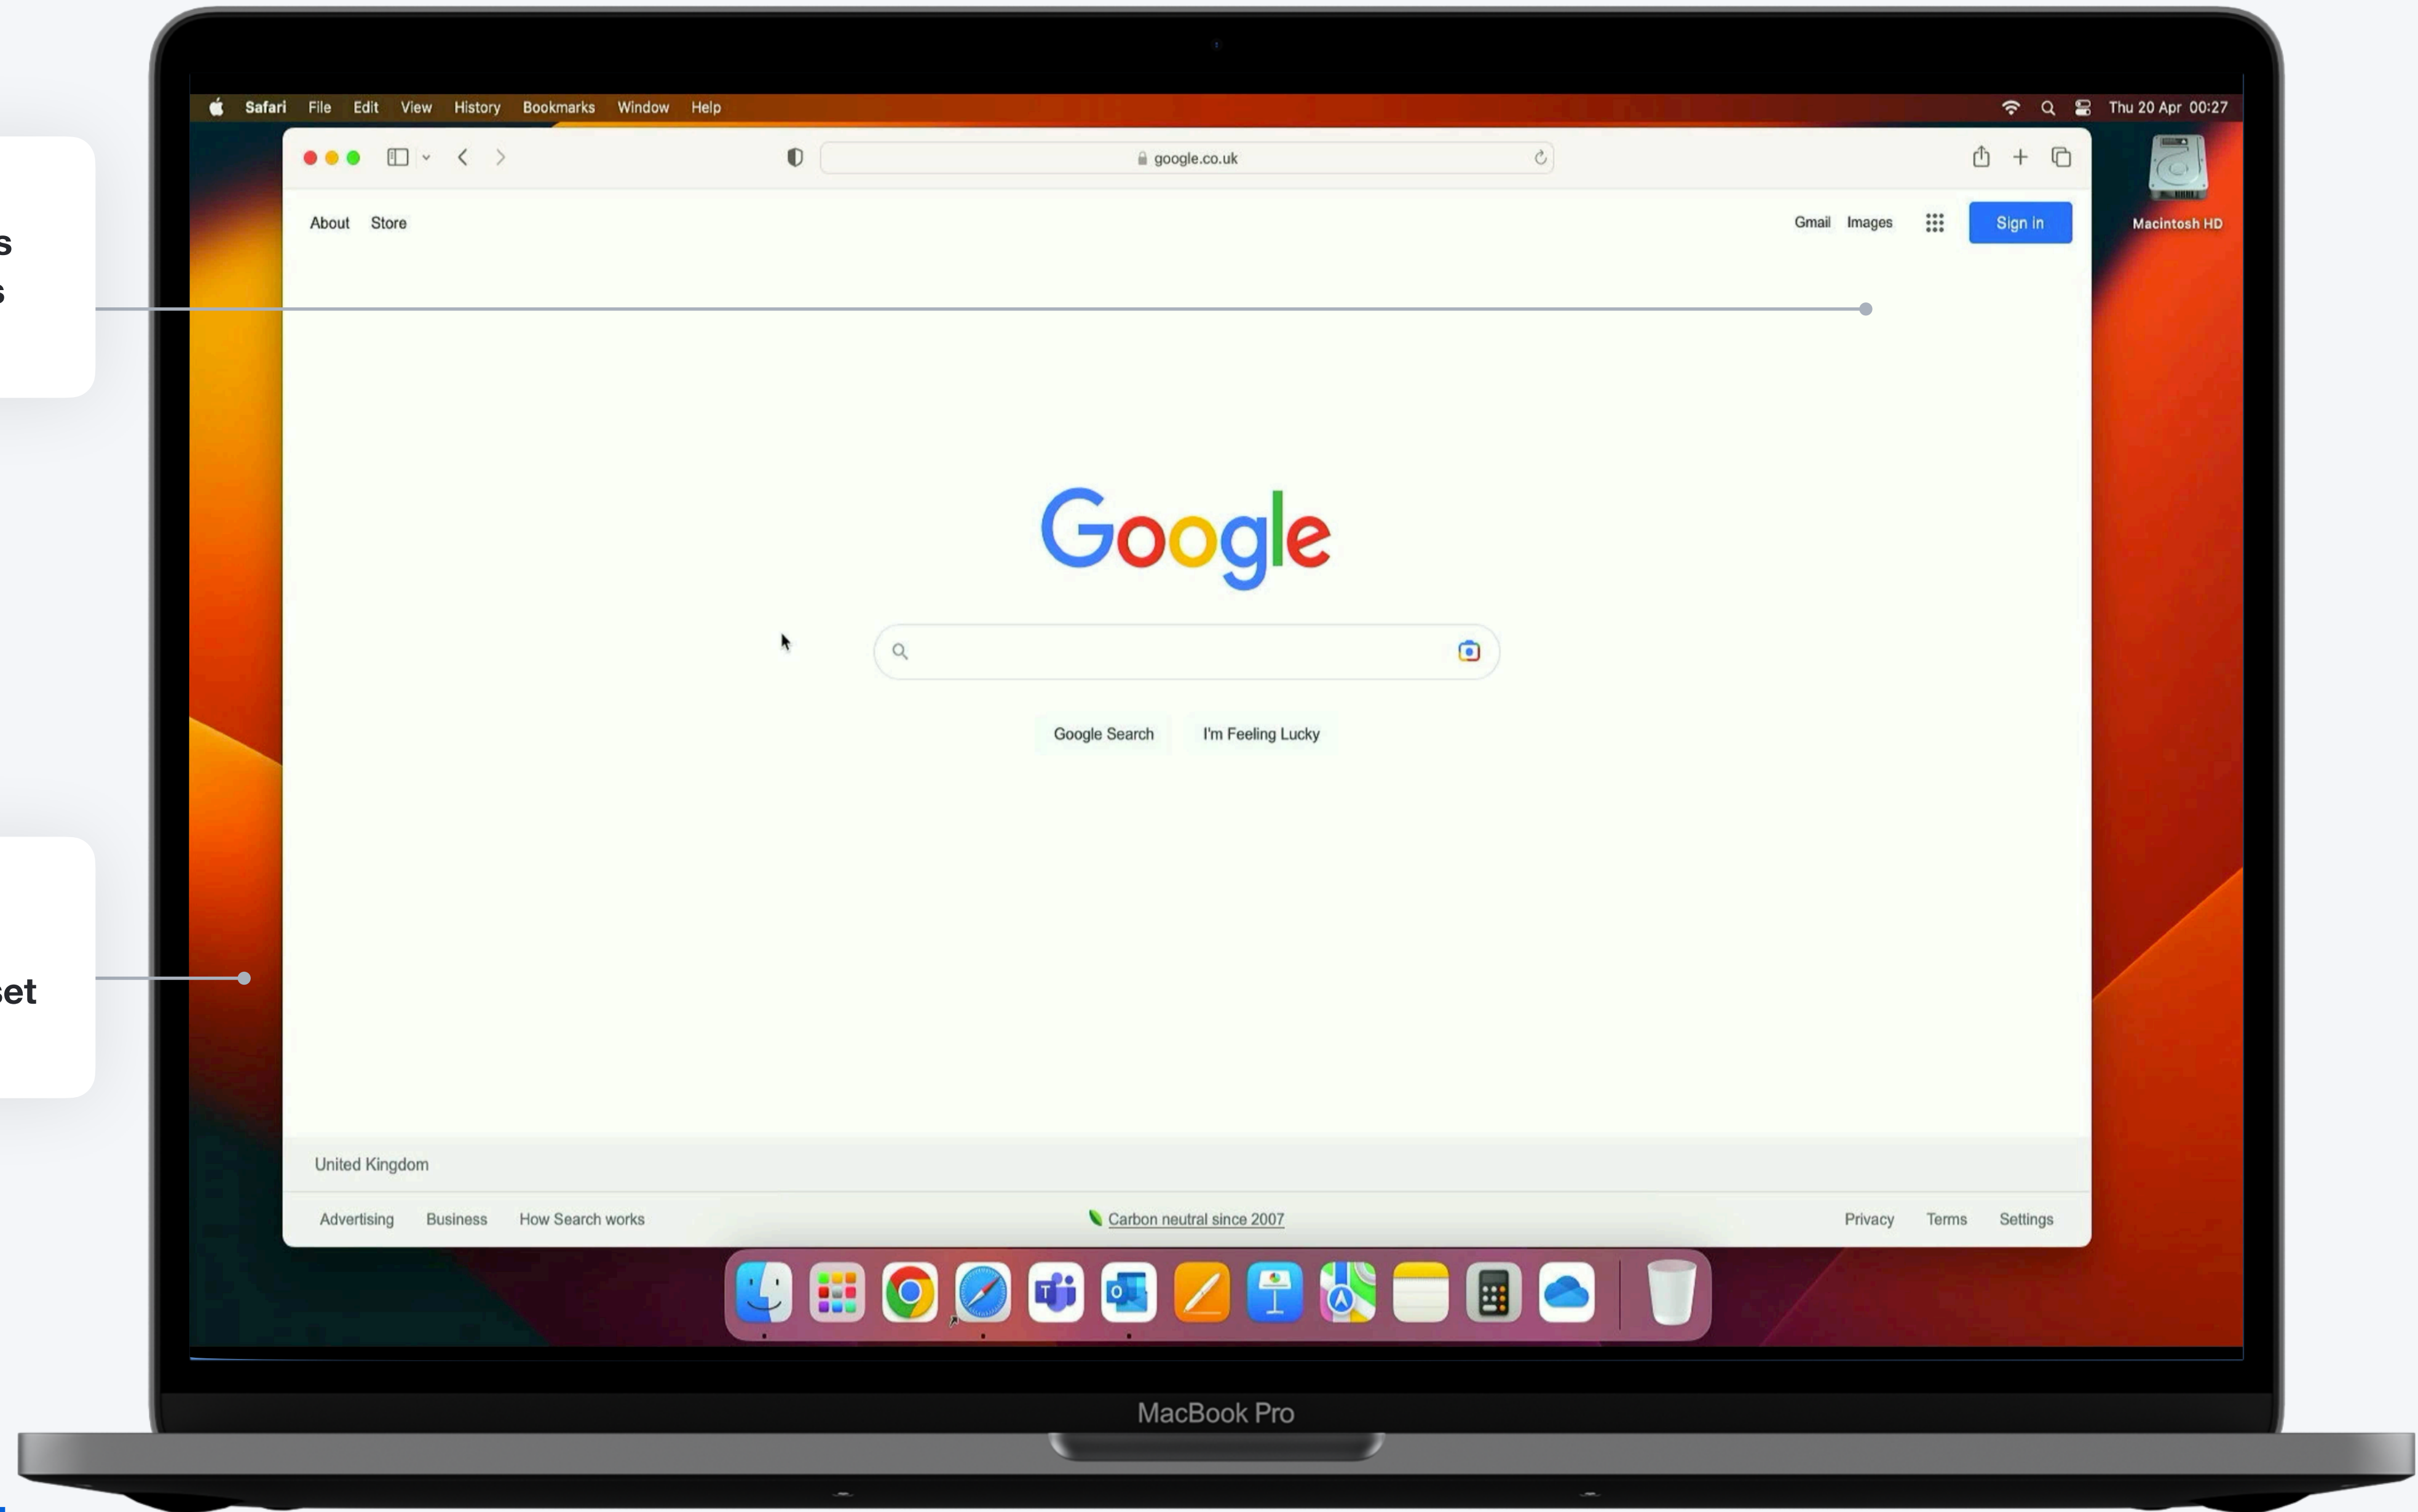 Safari File Edit View History Bookmarks Window Help Thu 20 Apr 00:27
google.co.uk
About Store Gmail Images Sign in
Macintosh HD
Google
Google Search I'm Feeling Lucky
set
United Kingdom
Advertising Business How Search works Carbon neutral since 2007 Privacy Terms Settings
MacBook Pro